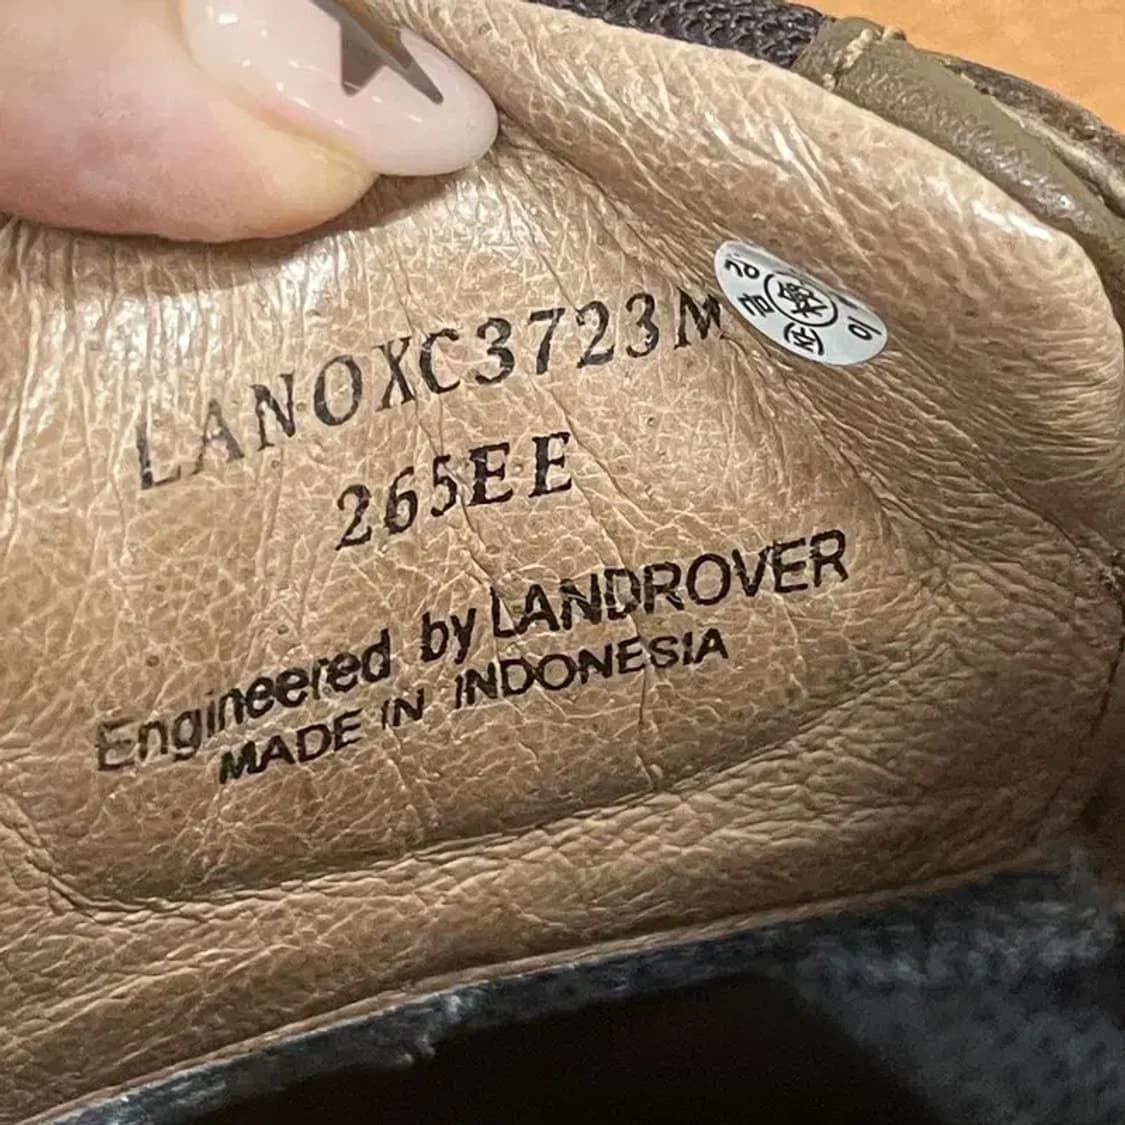 LANOXC3723M
265EE
Engineered by LANDROVER
MADE IN INDONESIA